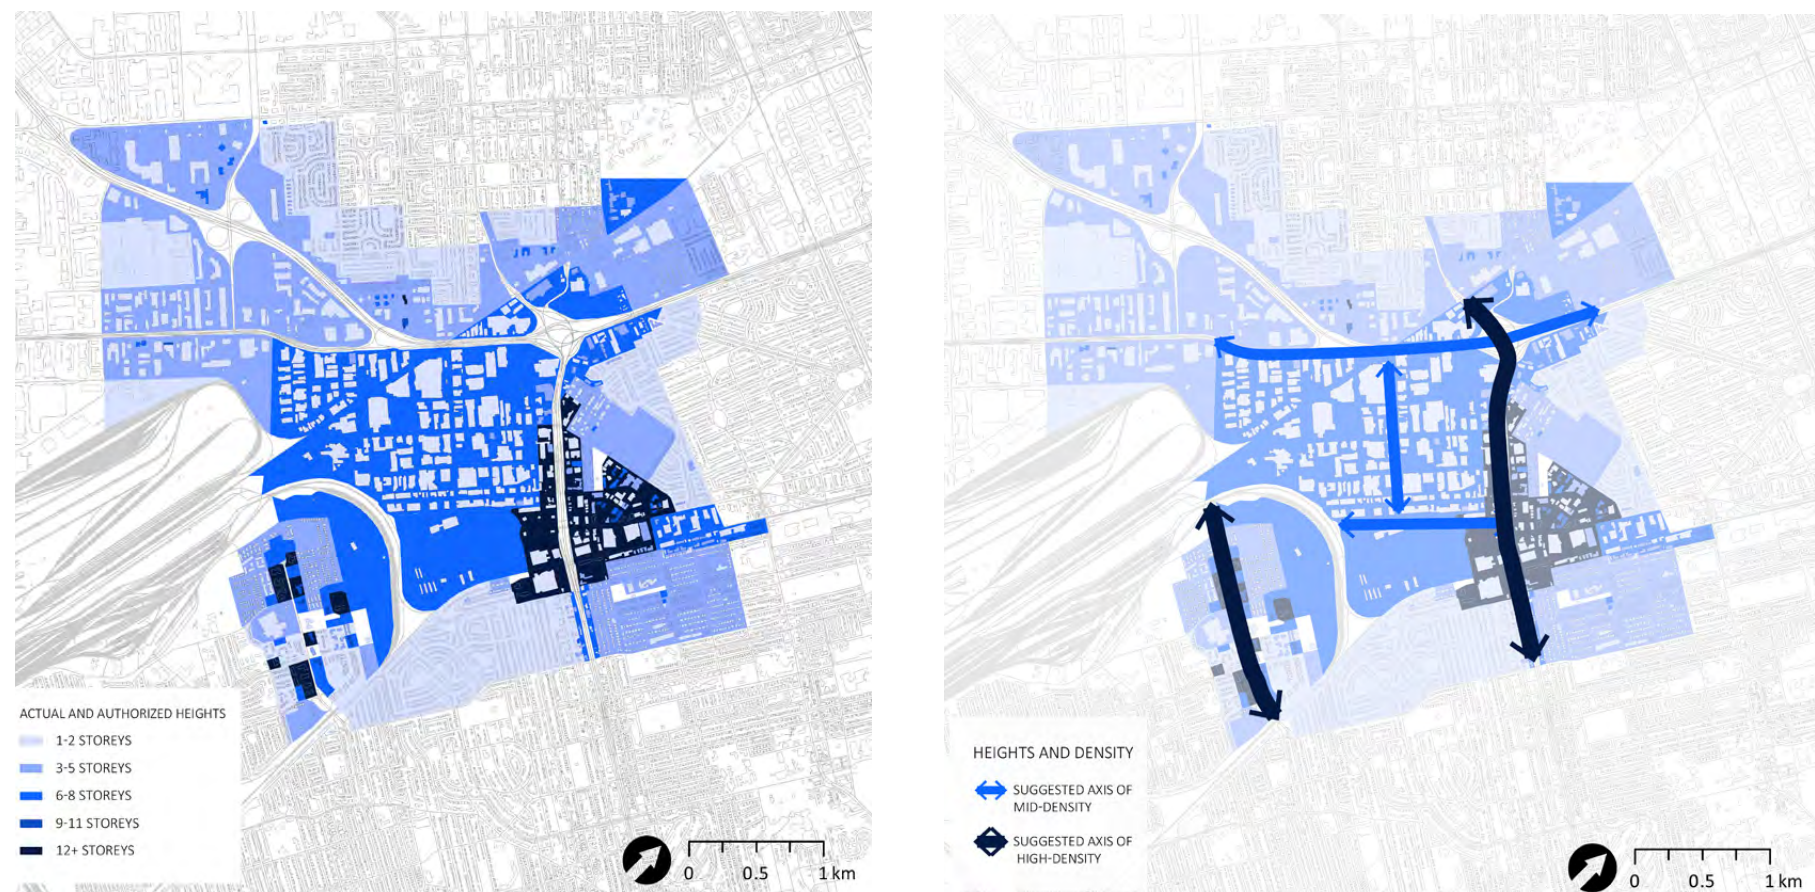 ACTUAL AND AUTHORIZED HEIGHTS
1-2 STOREYS
3-5 STOREYS
6-8 STOREYS
9-11 STOREYS
12+ STOREYS
0 0.5 1 km
HEIGHTS AND DENSITY
SUGGESTED AXIS OF
MID-DENSITY
SUGGESTED AXIS OF
HIGH-DENSITY
0 0.5 1 km